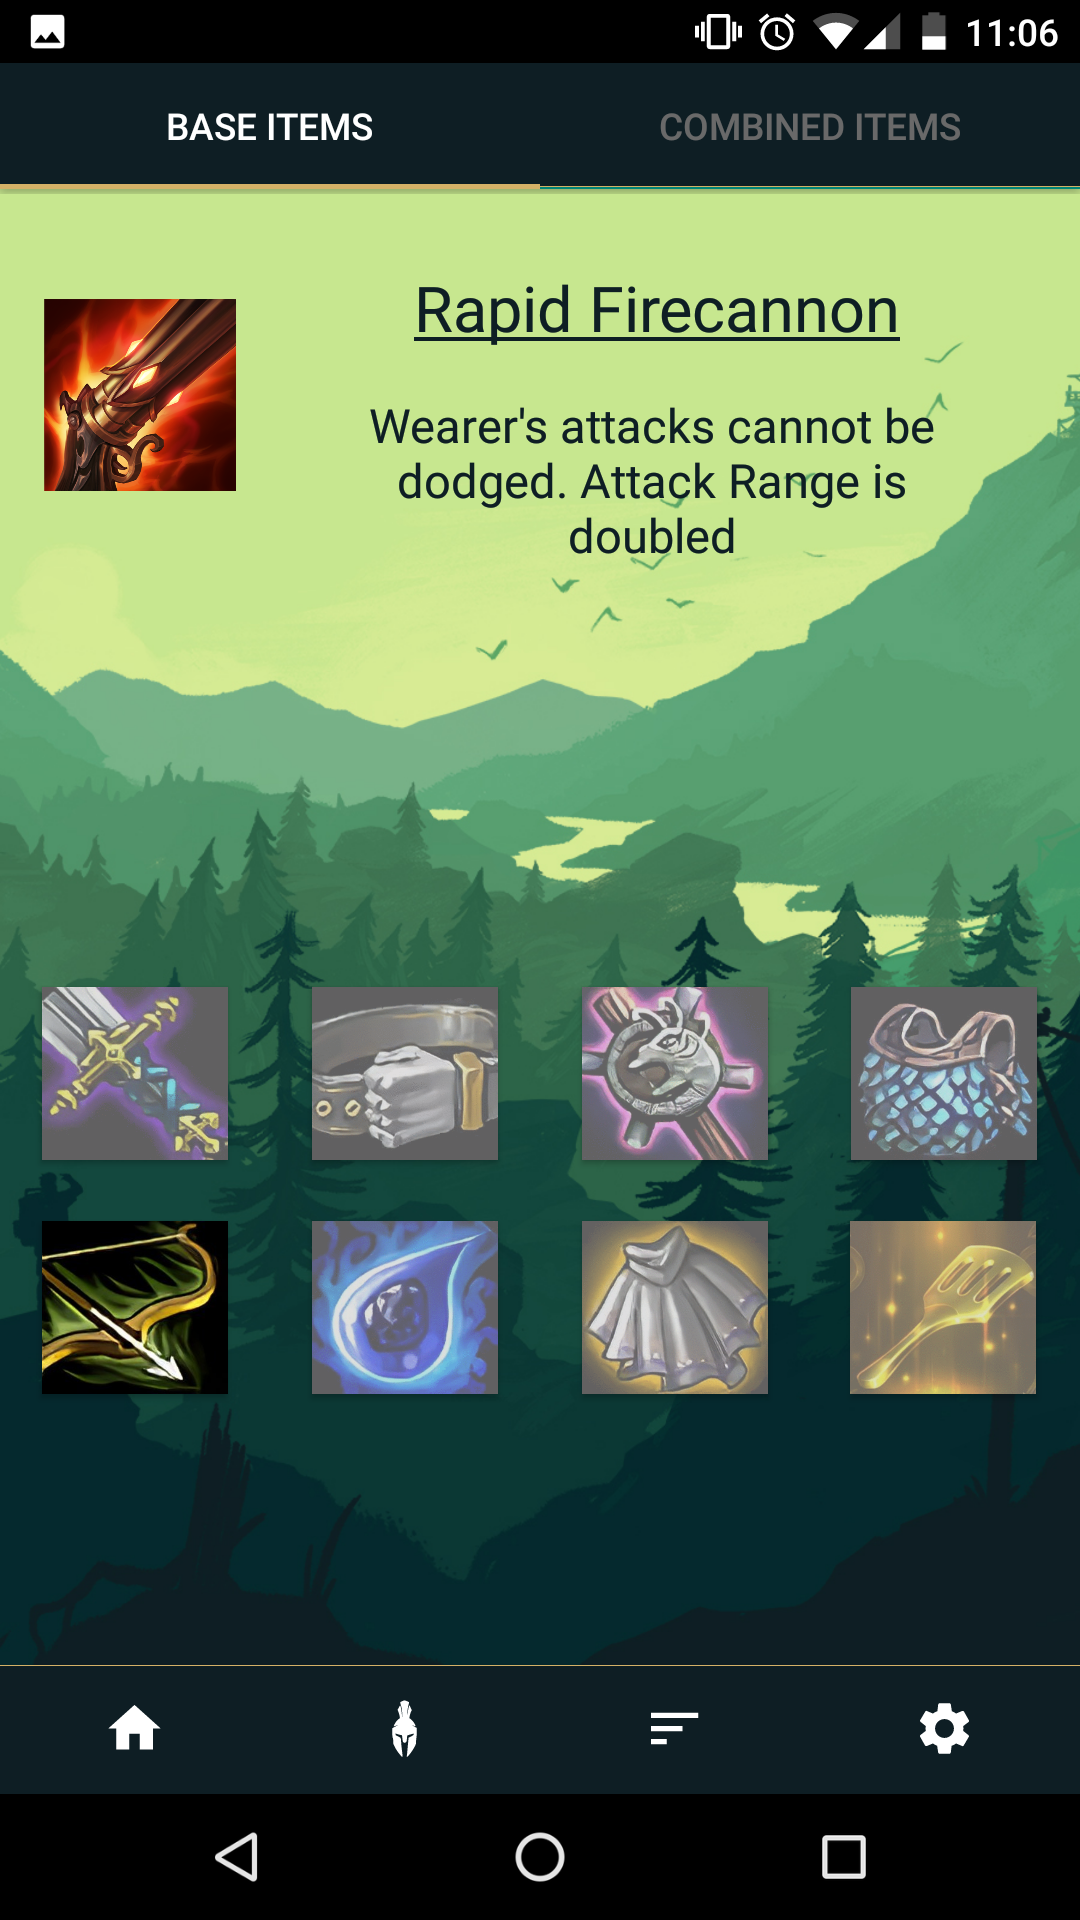 11:06
BASE ITEMS
COMBINED ITEMS
Rapid Firecannon
Wearer's attacks cannot be
dodged. Attack Range is
doubled